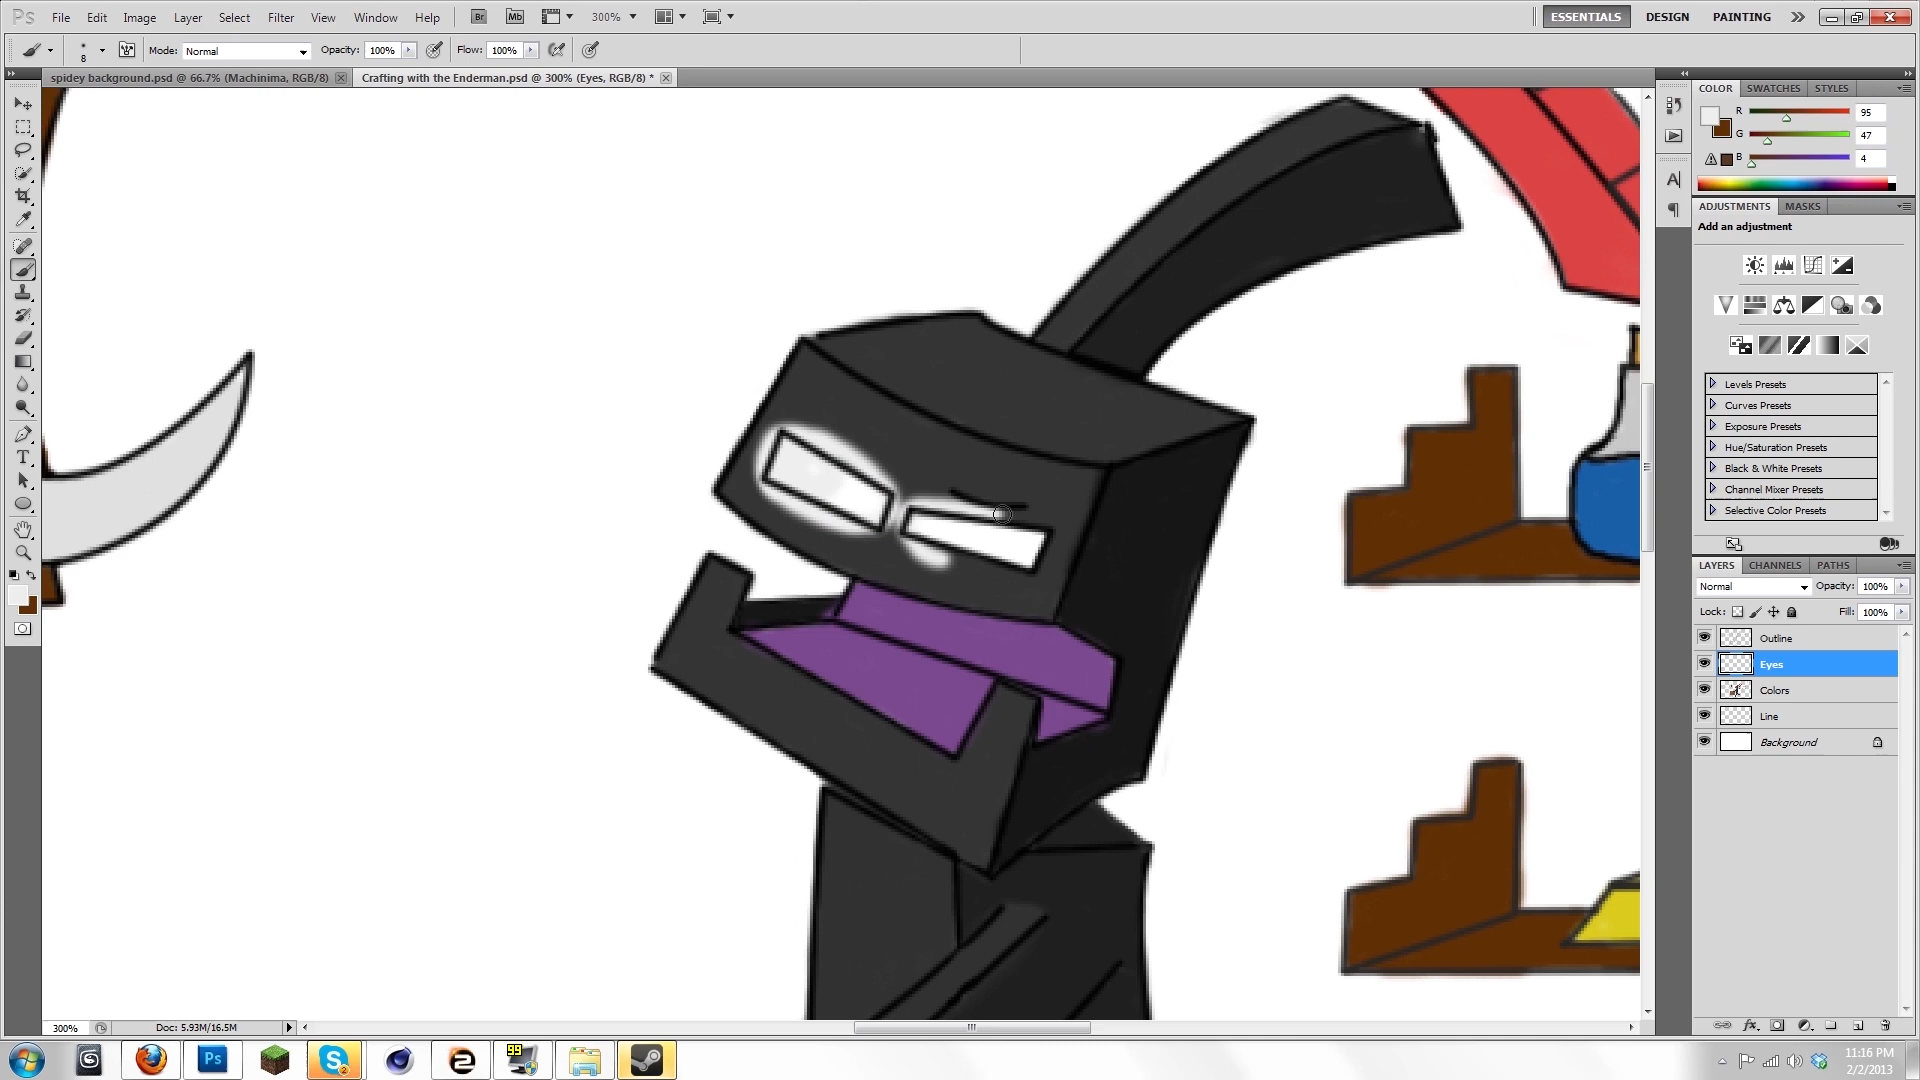 Ps File Edit Image Layer Select Filter View Window Help Br Mb 300% ESSENTIALS DESIGN PAINTING
8 Mode: Normal Opacity: 100% Flow: 100%
spidey background.psd @ 66.7% (Machinima, RGB/8) Crafting with the Enderman.psd @ 300% (Eyes, RGB/8) *
COLOR SWATCHES STYLES
R 95
G 47
B 4
ADJUSTMENTS MASKS
Add an adjustment
Levels Presets
Curves Presets
Exposure Presets
Hue/Saturation Presets
Black & White Presets
Channel Mixer Presets
Selective Color Presets
LAYERS CHANNELS PATHS
Normal Opacity: 100%
Lock: Fill: 100%
Outline
Eyes
Colors
Line
Background
300% Doc: 5.93M/16.5M
Ps 99
11:16 PM
2/2/2013